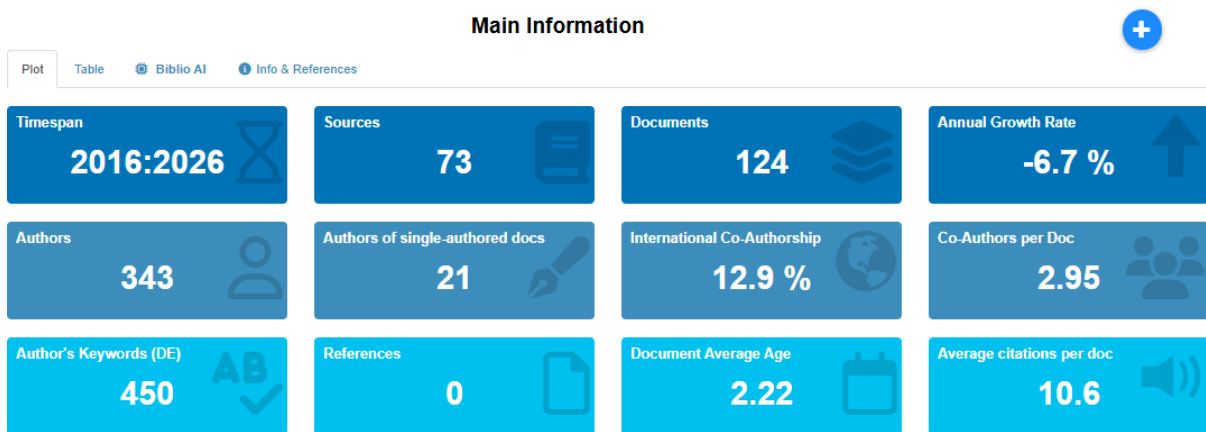 Main Information
Plot Table Biblio AI Info & References
Timespan Sources Documents Annual Growth Rate
2016:2026 73 124 -6.7 %
Authors Authors of single-authored docs International Co-Authorship Co-Authors per Doc
343 21 12.9 % 2.95
Author's Keywords (DE) References Document Average Age Average citations per doc
450 0 2.22 10.6